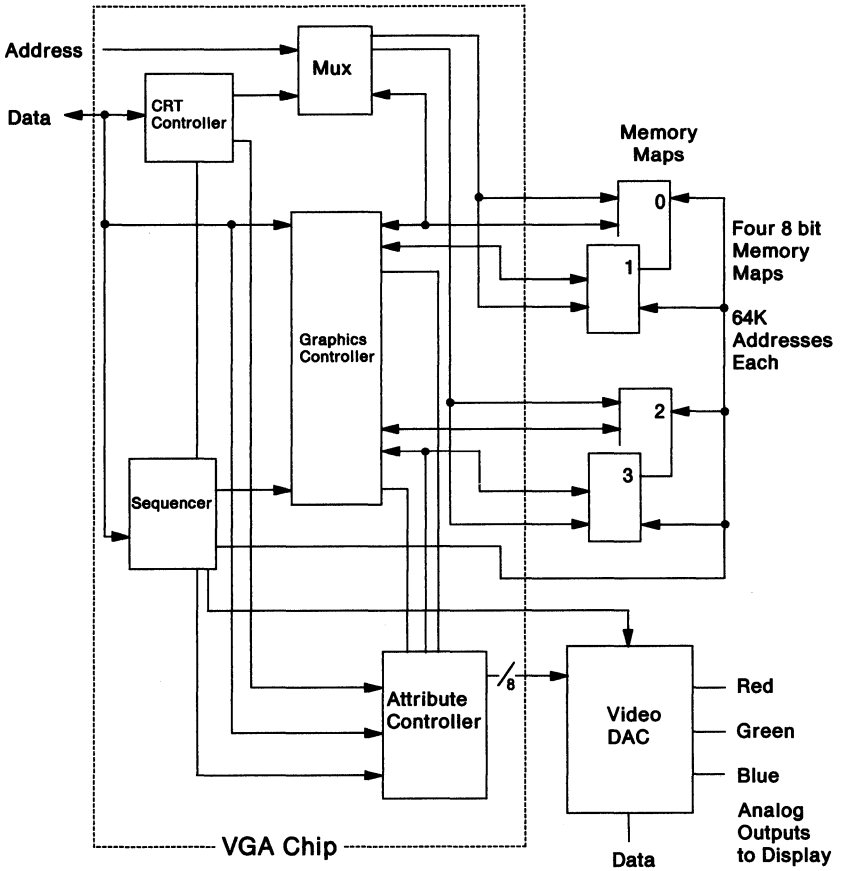 Address
Mux
CRT
Controller
Data
Memory
Maps
0
Four 8 bit
Memory
Maps
1
64K
Addresses
Each
Graphics
Controller
2
3
Sequencer
Attribute
Controller
8
Video
DAC
Red
Green
Blue
Analog
Outputs
to Display
VGA Chip
Data